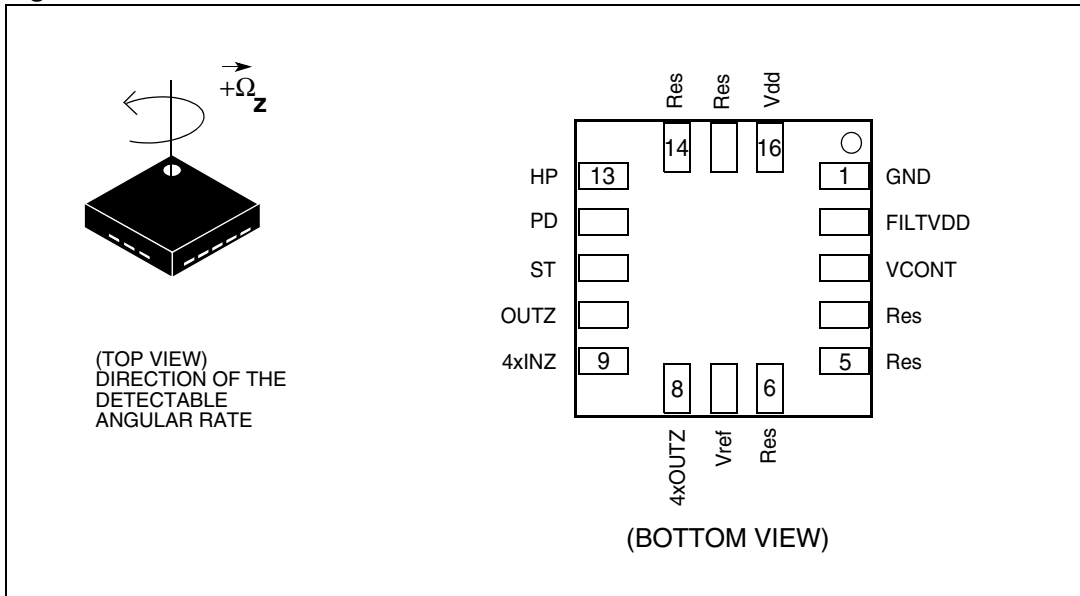 +Ω
z
(TOP VIEW)
DIRECTION OF THE
DETECTABLE
ANGULAR RATE
Res
Res
Vdd
14
16
HP
13
1
GND
PD
FILTVDD
ST
VCONT
OUTZ
Res
4xINZ
9
5
Res
8
6
4xOUTZ
Vref
Res
(BOTTOM VIEW)